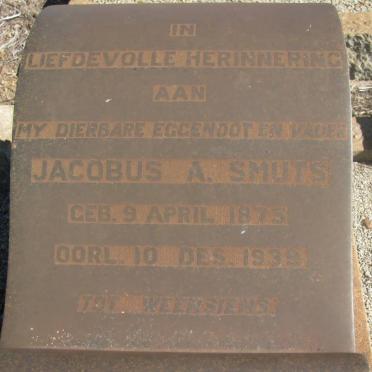 IN
LIEFDEVOLLE HERINNERING
AAN
MY DIERBARE EGGENOOT EN VADER
JACOBUS A. SMUTS
GEB. 9 APRIL 1875
OORL. 10 DES. 1939
TOT WEERSIENS